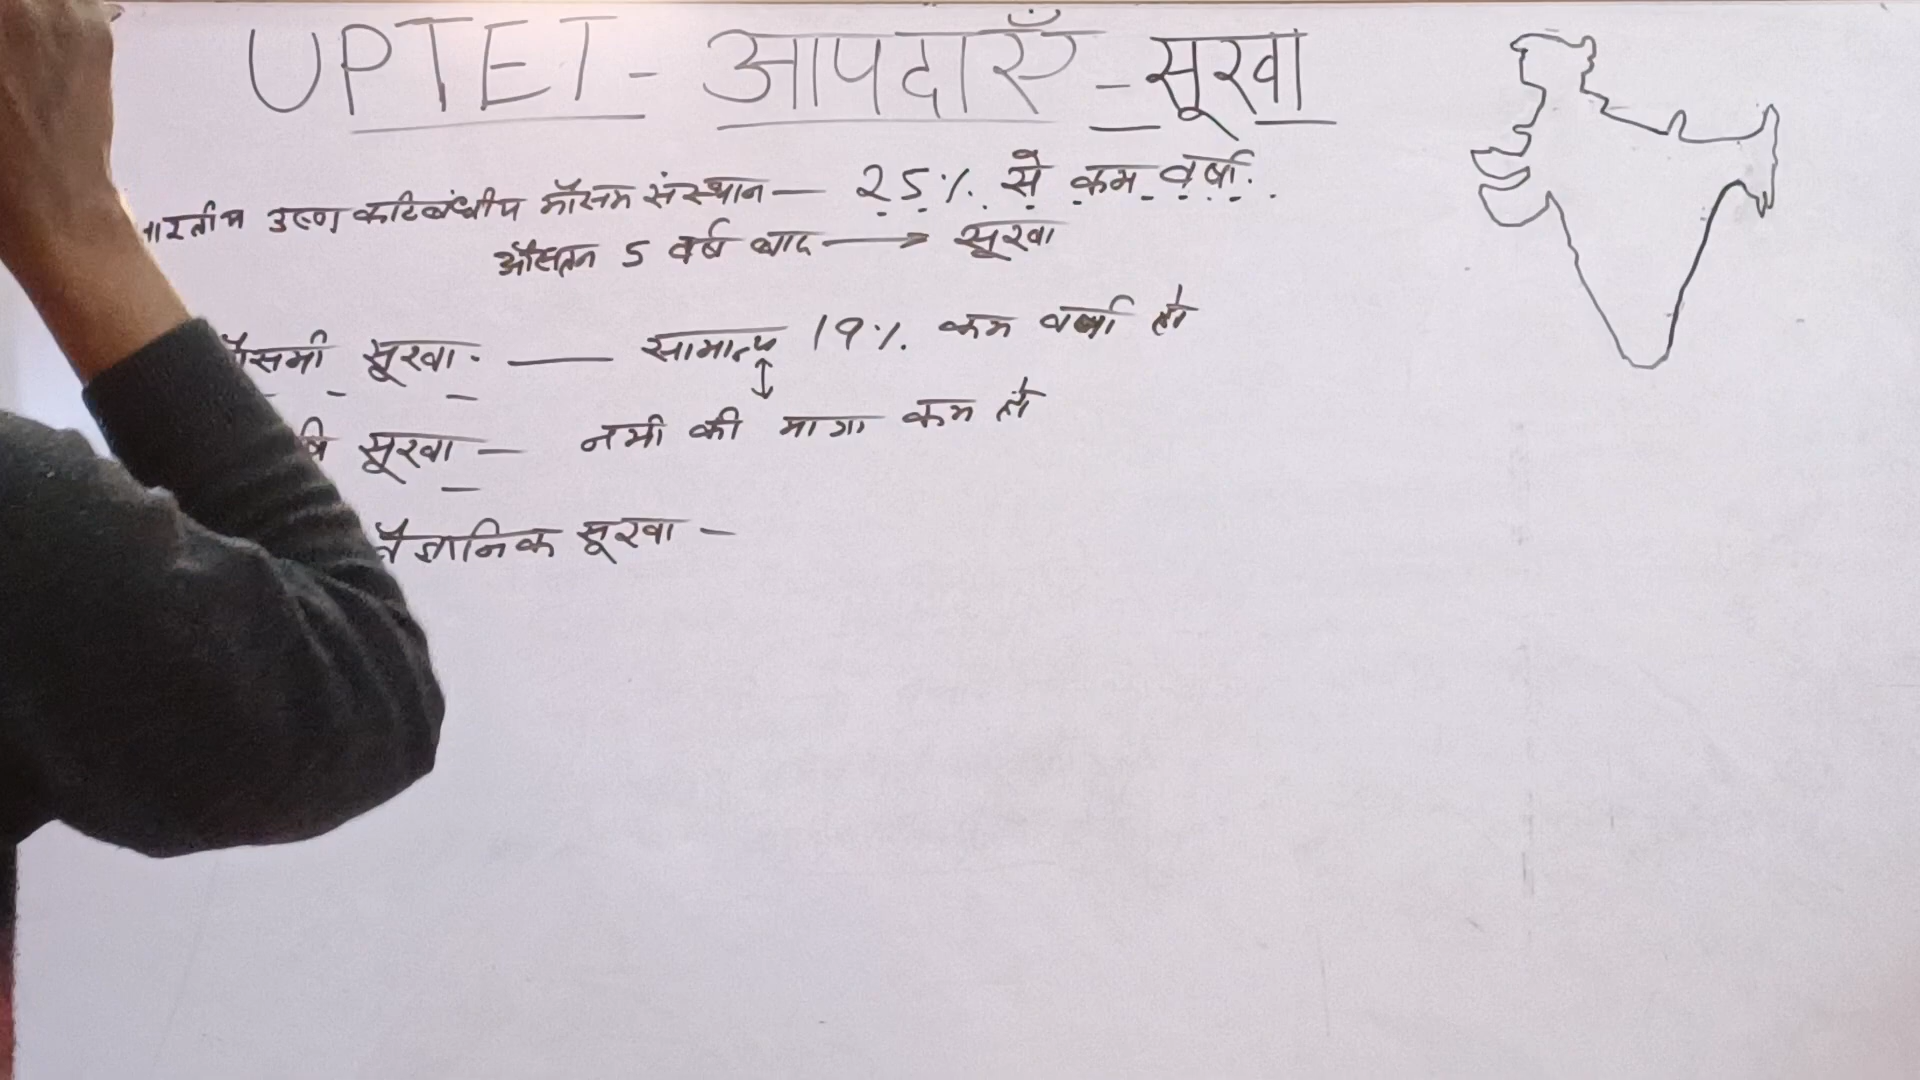 UPTET - आपदाएँ - सूखा
भारतीय उष्ण कटिबंधीय मौसम संस्थान — 25% से कम वर्षा
औसतन 5 वर्ष बाद → सूखा
मौसमी सूखा — सामान्य 19% कम वर्षा हो
सूखा — नमी की मात्रा कम हो
वैज्ञानिक सूखा -